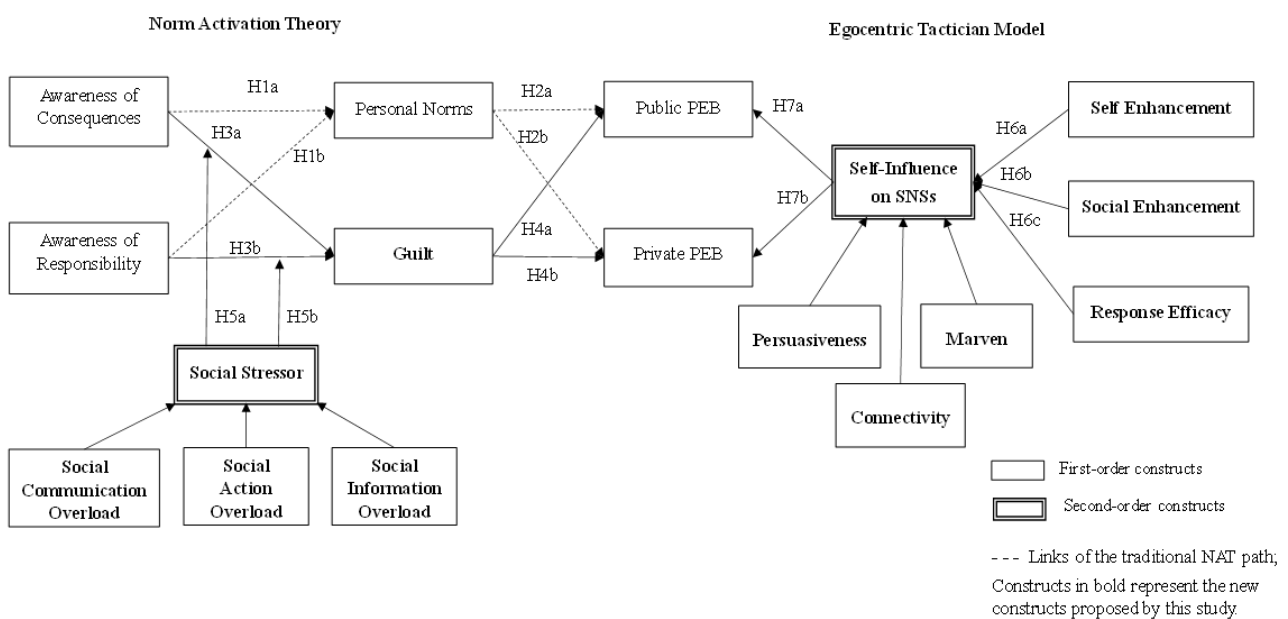 Norm Activation Theory
Egocentric Tactician Model
Awareness of
Consequences
H1a
Personal Norms
H2a
Public PEB
H7a
Self Enhancement
H3a
H1b
H2b
H6a
Self-Influence
on SNSs
H6b
Social Enhancement
H6c
H7b
Awareness of
Responsibility
H3b
Guilt
H4a
H4b
Private PEB
H5a
H5b
Persuasiveness
Marven
Response Efficacy
Social Stressor
Connectivity
Social
Communication
Overload
Social
Action
Overload
Social
Information
Overload
First-order constructs
Second-order constructs
--- Links of the traditional NAT path;
Constructs in bold represent the new
constructs proposed by this study.